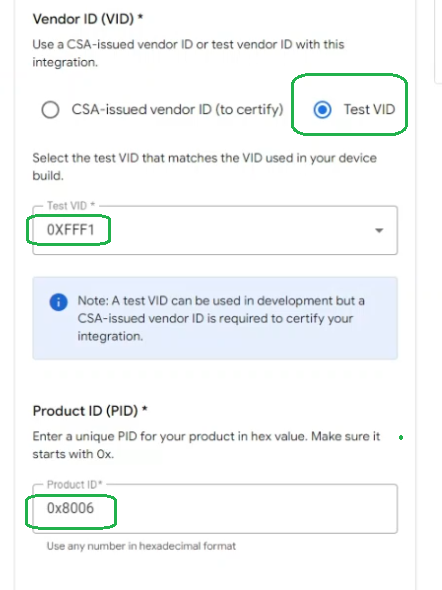 Vendor ID (VID) *
Use a CSA-issued vendor ID or test vendor ID with this
integration.
CSA-issued vendor ID (to certify)
Test VID
Select the test VID that matches the VID used in your device
build.
Test VID *
0XFFF1
Note: A test VID can be used in development but a
CSA-issued vendor ID is required to certify your
integration.
Product ID (PID) *
Enter a unique PID for your product in hex value. Make sure it
starts with 0x.
Product ID*
0x8006
Use any number in hexadecimal format